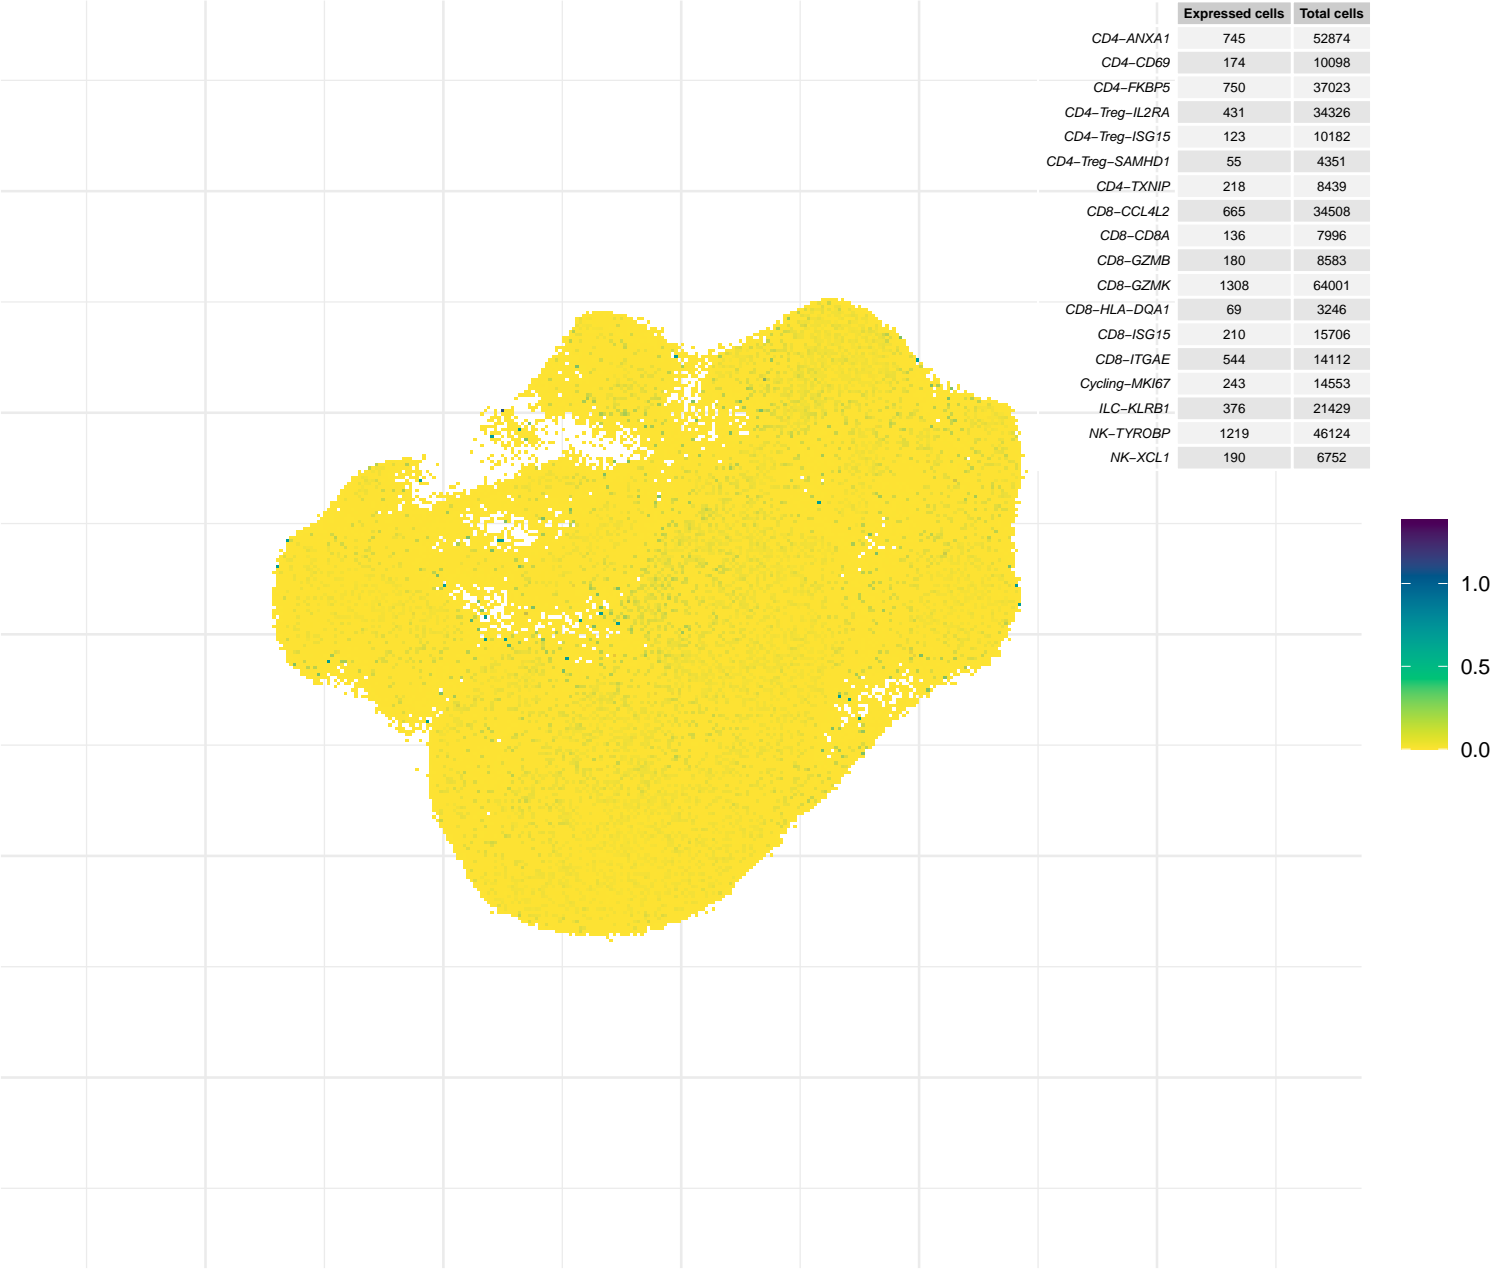 Expressed cells Total cells
CD4−ANXA1 745 52874
CD4−CD69 174 10098
CD4−FKBP5 750 37023
CD4−Treg−IL2RA 431 34326
CD4−Treg−ISG15 123 10182
CD4−Treg−SAMHD1 55 4351
CD4−TXNIP 218 8439
CD8−CCL4L2 665 34508
CD8−CD8A 136 7996
CD8−GZMB 180 8583
CD8−GZMK 1308 64001
CD8−HLA−DQA1 69 3246
CD8−ISG15 210 15706
CD8−ITGAE 544 14112
Cycling−MKI67 243 14553
ILC−KLRB1 376 21429
NK−TYROBP 1219 46124
NK−XCL1 190 6752
1.0
0.5
0.0